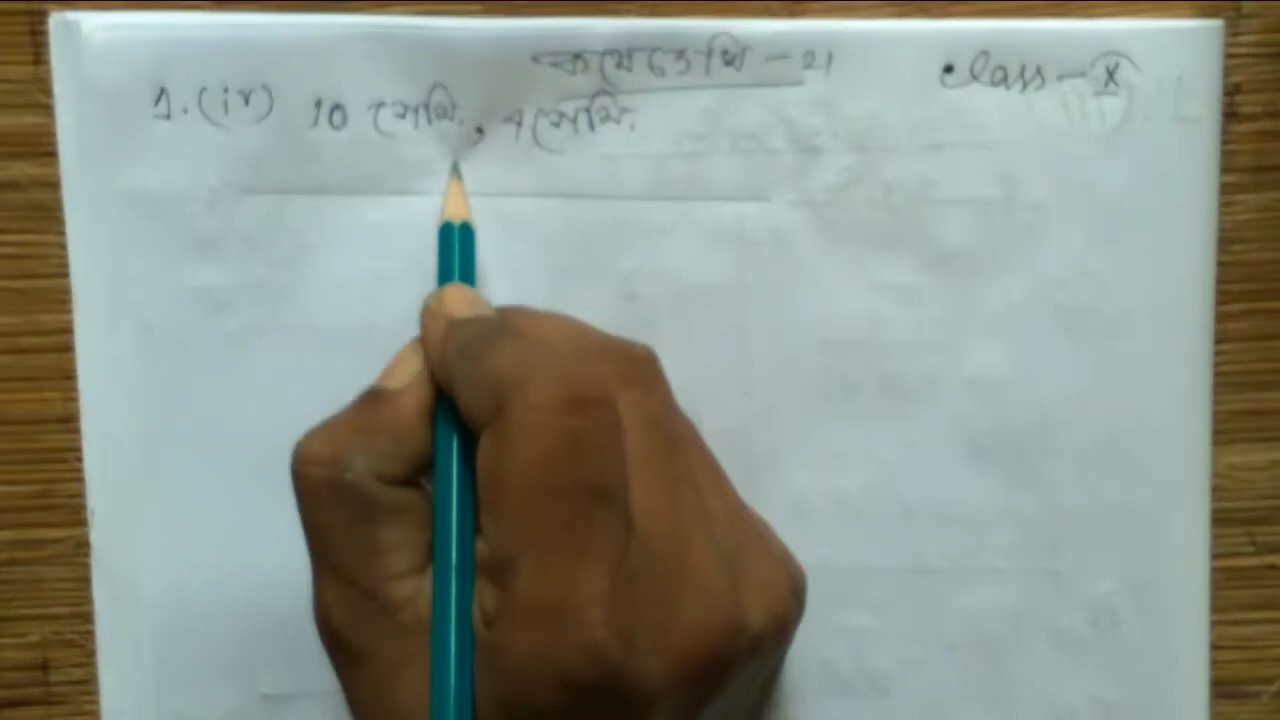 কষে দেখি - 21
class - X
1. (iv) 10 সেমি., 4 সেমি.